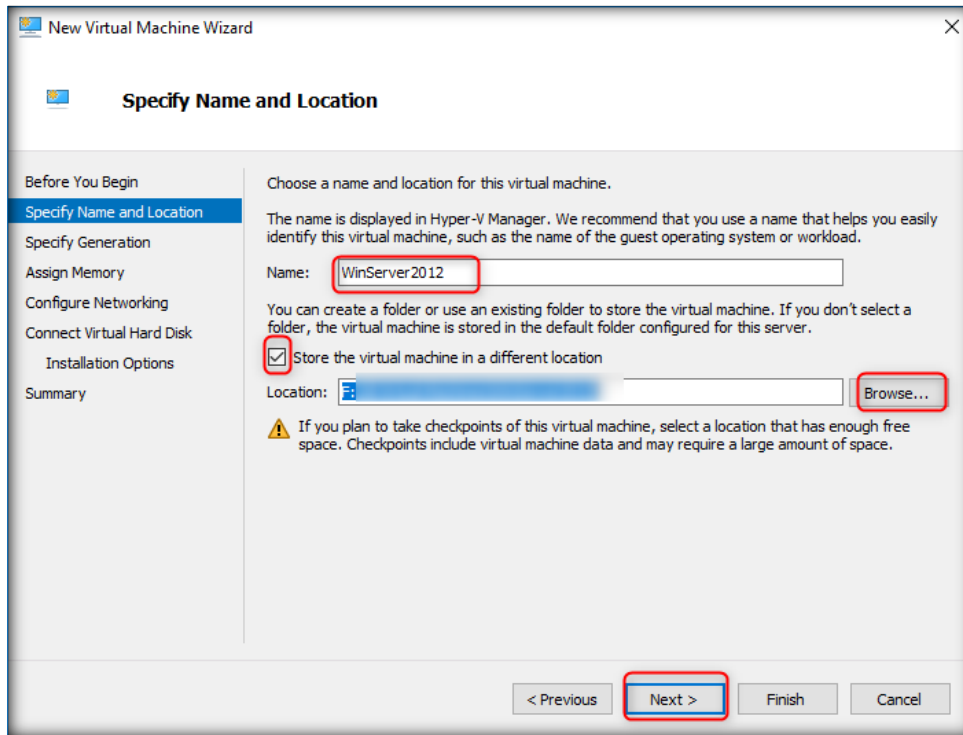 New Virtual Machine Wizard
Specify Name and Location
Before You Begin
Specify Name and Location
Specify Generation
Assign Memory
Configure Networking
Connect Virtual Hard Disk
Installation Options
Summary
Choose a name and location for this virtual machine.
The name is displayed in Hyper-V Manager. We recommend that you use a name that helps you easily
identify this virtual machine, such as the name of the guest operating system or workload.
Name: WinServer2012
You can create a folder or use an existing folder to store the virtual machine. If you don't select a
folder, the virtual machine is stored in the default folder configured for this server.
Store the virtual machine in a different location
Location: F: Browse...
If you plan to take checkpoints of this virtual machine, select a location that has enough free
space. Checkpoints include virtual machine data and may require a large amount of space.
< Previous Next > Finish Cancel